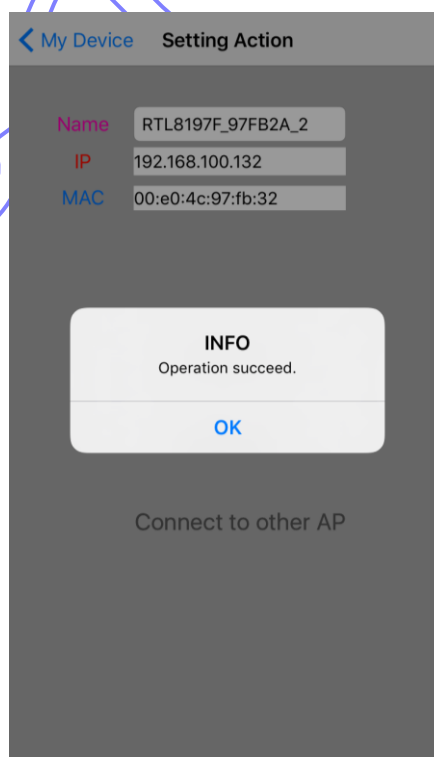 My Device Setting Action
Name RTL8197F_97FB2A_2
IP 192.168.100.132
MAC 00:e0:4c:97:fb:32
INFO
Operation succeed.
OK
Connect to other AP